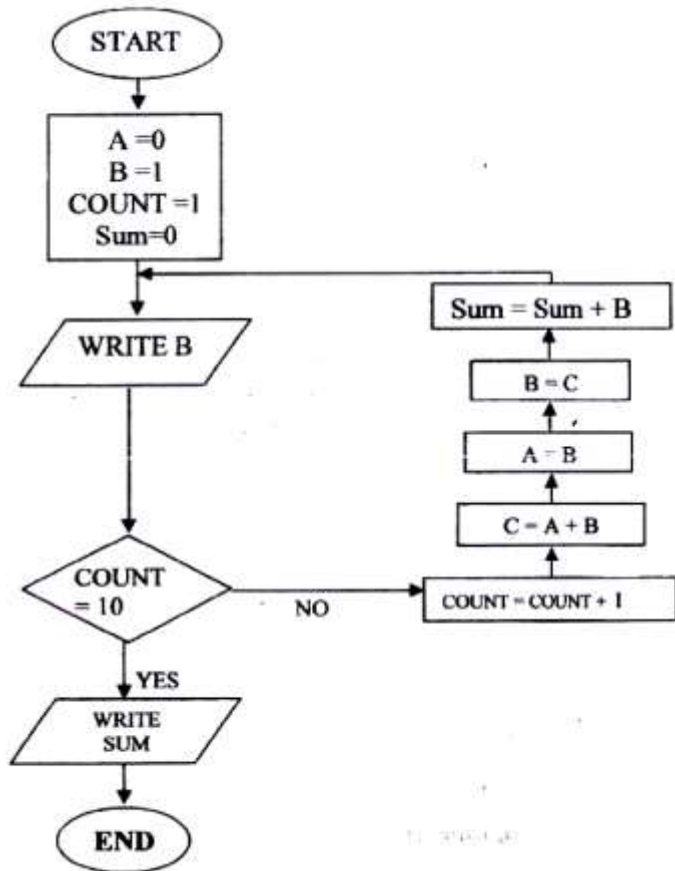 START
A =0
B =1
COUNT =1
Sum=0
WRITE B
COUNT
= 10
NO
COUNT = COUNT + 1
C = A + B
A = B
B = C
Sum = Sum + B
YES
WRITE
SUM
END